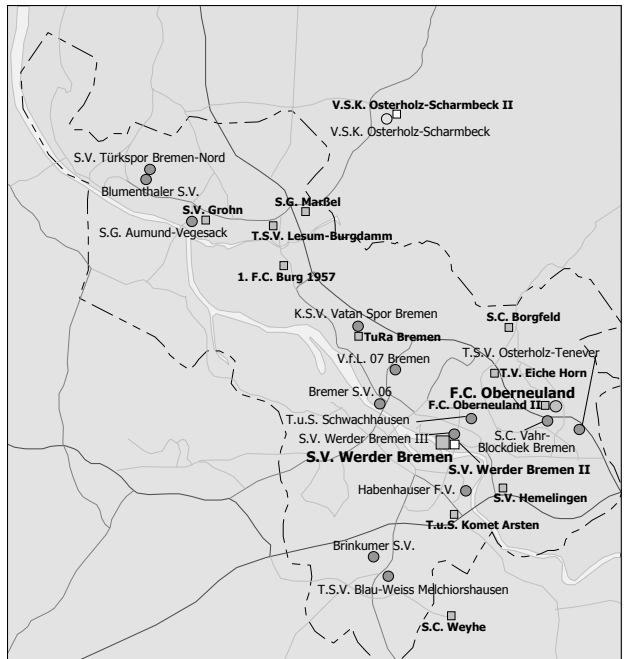 V.S.K. Osterholz-Scharmbeck II
V.S.K. Osterholz-Scharmbeck
S.V. Türkspor Bremen-Nord
Blumenthaler S.V.
S.V. Grohn
S.G. Marßel
S.G. Aumund-Vegesack
T.S.V. Lesum-Burgdamm
1. F.C. Burg 1957
K.S.V. Vatan Spor Bremen
S.C. Borgfeld
TuRa Bremen
T.S.V. Osterholz-Tenever
V.f.L. 07 Bremen
T.V. Eiche Horn
Bremer S.V. 06
F.C. Oberneuland
F.C. Oberneuland II
T.u.S. Schwachhausen
S.V. Werder Bremen III
S.C. Vahr-
Blockdiek Bremen
S.V. Werder Bremen
S.V. Werder Bremen II
Habenhauser F.V.
S.V. Hemelingen
T.u.S. Komet Arsten
Brinkumer S.V.
T.S.V. Blau-Weiss Melchiorshausen
S.C. Weyhe